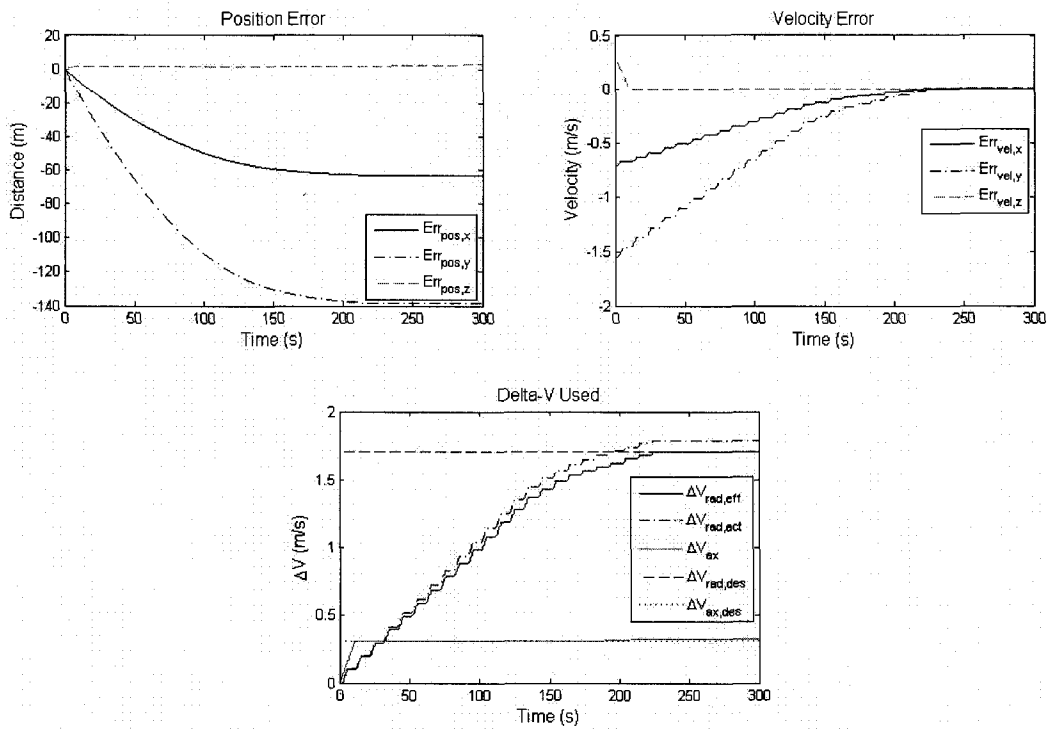 Position Error
20
0
-20
-40
-60
-80
-100
-120
-140
Distance (m)
0 50 100 150 200 250 300
Time (s)
Err_pos,x
Err_pos,y
Err_pos,z
Velocity Error
0.5
0
-0.5
-1
-1.5
-2
Velocity (m/s)
0 50 100 150 200 250 300
Time (s)
Err_vel,x
Err_vel,y
Err_vel,z
Delta-V Used
2
1.5
1
0.5
0
ΔV (m/s)
0 50 100 150 200 250 300
Time (s)
ΔV_rad,eff
ΔV_rad,act
ΔV_ax
ΔV_rad,des
ΔV_ax,des